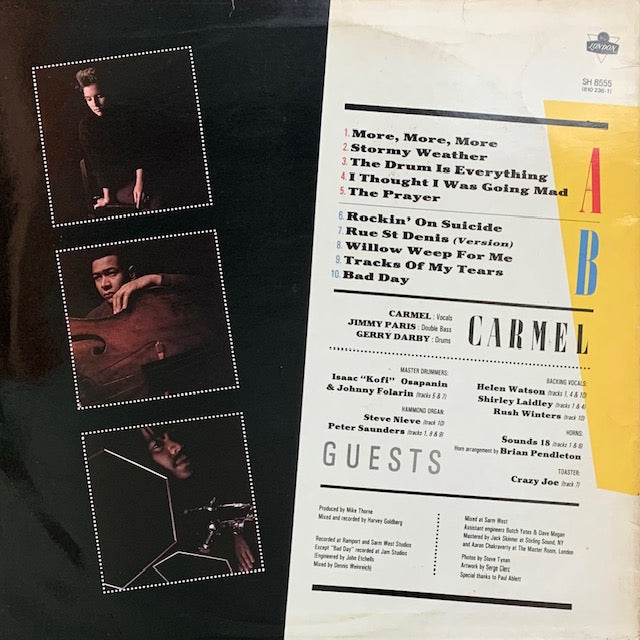 LONDON
SH 8555
(810 236-1)
1. More, More, More
2. Stormy Weather
3. The Drum Is Everything
4. I Thought I Was Going Mad
5. The Prayer
A
6. Rockin' On Suicide
7. Rue St Denis (Version)
8. Willow Weep For Me
9. Tracks Of My Tears
10. Bad Day
B
CARMEL : Vocals
JIMMY PARIS : Double Bass
GERRY DARBY : Drums
CARMEL
MASTER DRUMMERS:
Isaac "Kofi" Osapanin
& Johnny Folarin (tracks 5 & 7)
HAMMOND ORGAN:
Steve Nieve (track 10)
Peter Saunders (tracks 1, 8 & 9)
GUESTS
BACKING VOCALS:
Helen Watson (tracks 1, 4 & 10)
Shirley Laidley (tracks 1 & 4)
Rush Winters (track 10)
HORNS:
Sounds 18 (tracks 1 & 6)
Horn arrangement by Brian Pendleton
TOASTER:
Crazy Joe (track 7)
Produced by Mike Thorne
Mixed and recorded by Harvey Goldberg
Recorded at Ramport and Sarm West Studios
Except "Bad Day" recorded at Jam Studios
(Engineered by John Etchells
Mixed by Dennis Weinreich)
Mixed at Sarm West
Assistant engineers Butch Yates & Dave Megan
Mastered by Jack Skinner at Stirling Sound, NY
and Aaron Chakraverty at The Master Room, London
Photos by Steve Tynan
Artwork by Serge Clerc
Special thanks to Paul Ablett